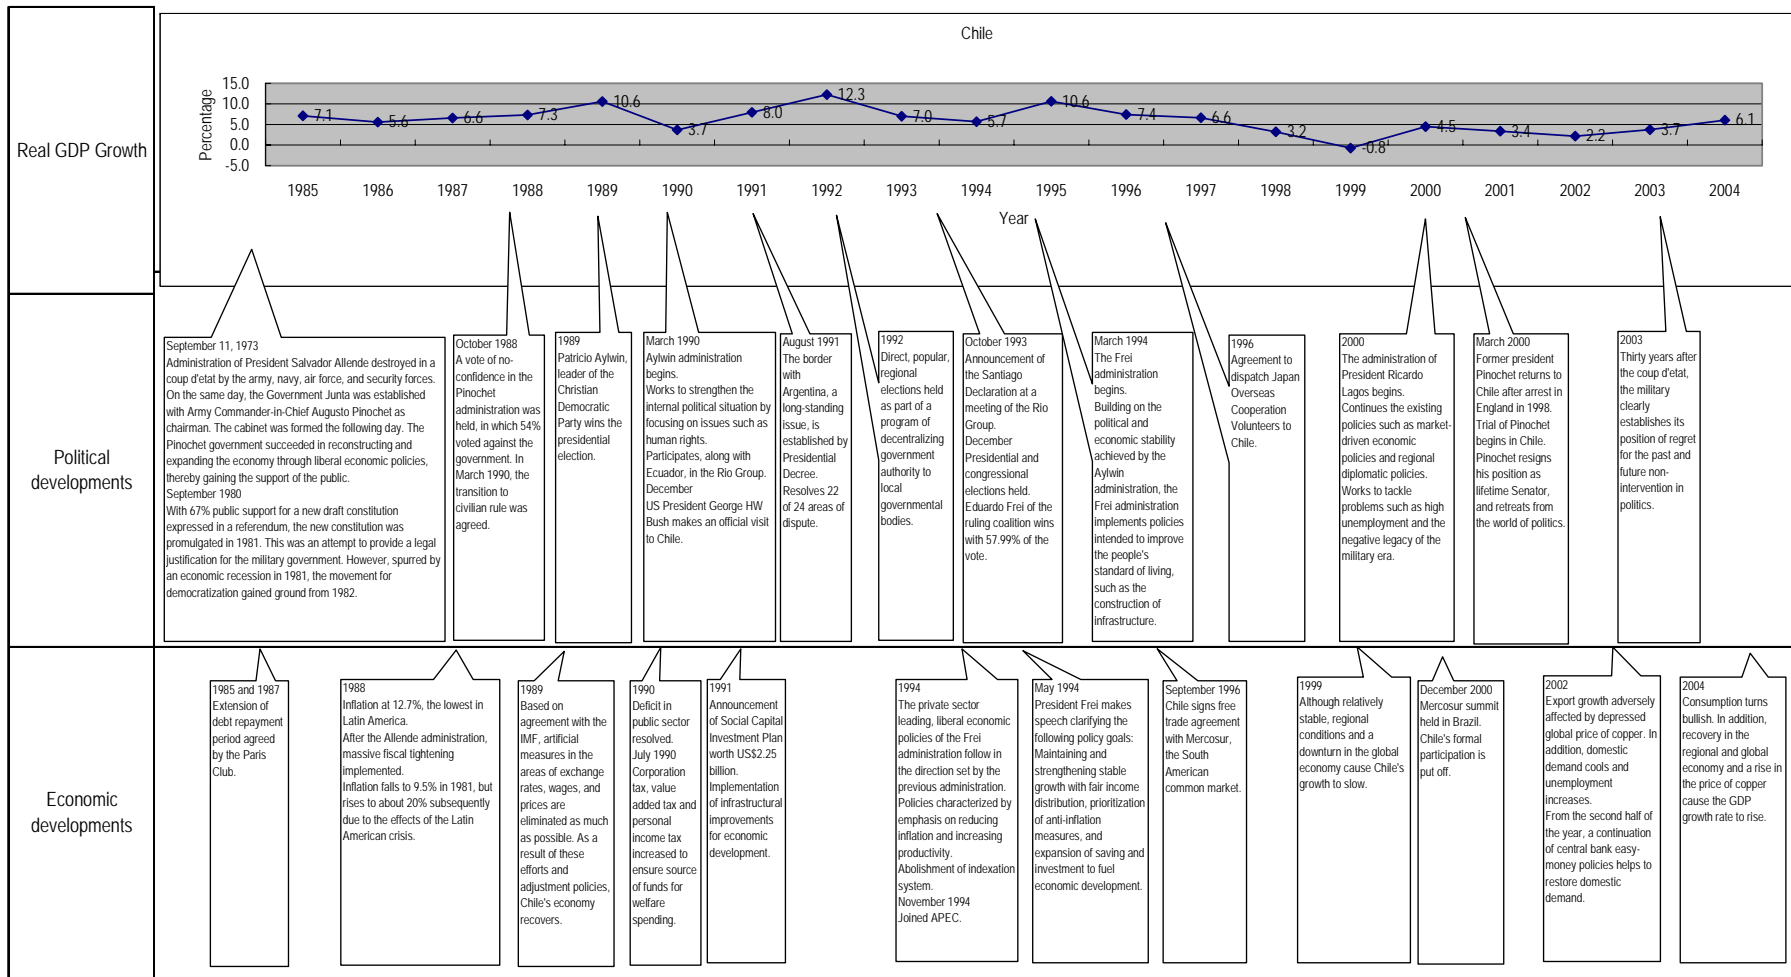 Real GDP Growth
Chile
Percentage
15.0
10.0
5.0
0.0
-5.0
7.1
5.6
6.6
7.3
10.6
3.7
8.0
12.3
7.0
5.7
10.6
7.4
6.6
3.2
-0.8
4.5
3.4
2.2
3.7
6.1
1985 1986 1987 1988 1989 1990 1991 1992 1993 1994 1995 1996 1997 1998 1999 2000 2001 2002 2003 2004
Year
Political
developments
September 11, 1973
Administration of President Salvador Allende destroyed in a
coup d'etat by the army, navy, air force, and security forces.
On the same day, the Government Junta was established
with Army Commander-in-Chief Augusto Pinochet as
chairman. The cabinet was formed the following day. The
Pinochet government succeeded in reconstructing and
expanding the economy through liberal economic policies,
thereby gaining the support of the public.
September 1980
With 67% public support for a new draft constitution
expressed in a referendum, the new constitution was
promulgated in 1981. This was an attempt to provide a legal
justification for the military government. However, spurred by
an economic recession in 1981, the movement for
democratization gained ground from 1982.
October 1988
A vote of no-
confidence in the
Pinochet
administration was
held, in which 54%
voted against the
government. In
March 1990, the
transition to
civilian rule was
agreed.
1989
Patricio Aylwin,
leader of the
Christian
Democratic
Party wins the
presidential
election.
March 1990
Aylwin administration
begins.
Works to strengthen the
internal political situation by
focusing on issues such as
human rights.
Participates, along with
Ecuador, in the Rio Group.
December
US President George HW
Bush makes an official visit
to Chile.
August 1991
The border
with
Argentina, a
long-standing
issue, is
established by
Presidential
Decree.
Resolves 22
of 24 areas of
dispute.
1992
Direct, popular,
regional
elections held
as part of a
program of
decentralizing
government
authority to
local
governmental
bodies.
October 1993
Announcement of
the Santiago
Declaration at a
meeting of the Rio
Group.
December
Presidential and
congressional
elections held.
Eduardo Frei of the
ruling coalition wins
with 57.99% of the
vote.
March 1994
The Frei
administration
begins.
Building on the
political and
economic stability
achieved by the
Aylwin
administration, the
Frei administration
implements policies
intended to improve
the people's
standard of living,
such as the
construction of
infrastructure.
1996
Agreement to
dispatch Japan
Overseas
Cooperation
Volunteers to
Chile.
2000
The administration of
President Ricardo
Lagos begins.
Continues the existing
policies such as market-
driven economic
policies and regional
diplomatic policies.
Works to tackle
problems such as high
unemployment and the
negative legacy of the
military era.
March 2000
Former president
Pinochet returns to
Chile after arrest in
England in 1998.
Trial of Pinochet
begins in Chile.
Pinochet resigns
his position as
lifetime Senator,
and retreats from
the world of politics.
2003
Thirty years after
the coup d'etat,
the military
clearly
establishes its
position of regret
for the past and
future non-
intervention in
politics.
Economic
developments
1985 and 1987
Extension of
debt repayment
period agreed
by the Paris
Club.
1988
Inflation at 12.7%, the lowest in
Latin America.
After the Allende administration,
massive fiscal tightening
implemented.
Inflation falls to 9.5% in 1981, but
rises to about 20% subsequently
due to the effects of the Latin
American crisis.
1989
Based on
agreement with the
IMF, artificial
measures in the
areas of exchange
rates, wages, and
prices are
eliminated as much
as possible. As a
result of these
efforts and
adjustment policies,
Chile's economy
recovers.
1990
Deficit in
public sector
resolved.
July 1990
Corporation
tax, value
added tax and
personal
income tax
increased to
ensure source
of funds for
welfare
spending.
1991
Announcement
of Social Capital
Investment Plan
worth US$2.25
billion.
Implementation
of infrastructural
improvements
for economic
development.
1994
The private sector
leading, liberal economic
policies of the Frei
administration follow in
the direction set by the
previous administration.
Policies characterized by
emphasis on reducing
inflation and increasing
productivity.
Abolishment of indexation
system.
November 1994
Joined APEC.
May 1994
President Frei makes
speech clarifying the
following policy goals:
Maintaining and
strengthening stable
growth with fair income
distribution, prioritization
of anti-inflation
measures, and
expansion of saving and
investment to fuel
economic development.
September 1996
Chile signs free
trade agreement
with Mercosur,
the South
American
common market.
1999
Although relatively
stable, regional
conditions and a
downturn in the global
economy cause Chile's
growth to slow.
December 2000
Mercosur summit
held in Brazil.
Chile's formal
participation is
put off.
2002
Export growth adversely
affected by depressed
global price of copper. In
addition, domestic
demand cools and
unemployment
increases.
From the second half of
the year, a continuation
of central bank easy-
money policies helps to
restore domestic
demand.
2004
Consumption turns
bullish. In addition,
recovery in the
regional and global
economy and a rise in
the price of copper
cause the GDP
growth rate to rise.